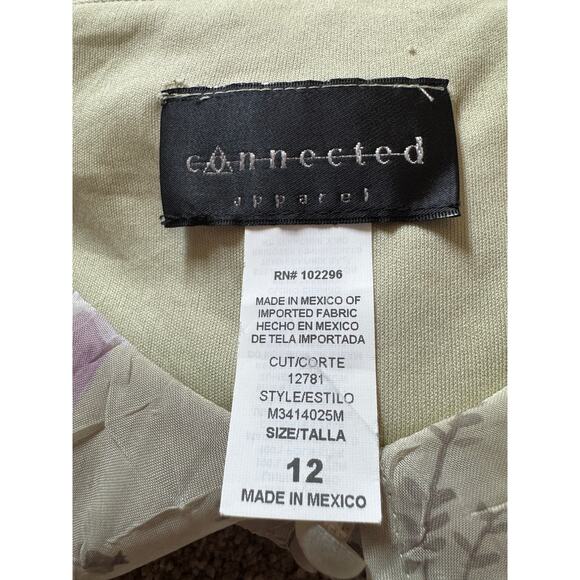 connected
apparel
RN# 102296
MADE IN MEXICO OF
IMPORTED FABRIC
HECHO EN MEXICO
DE TELA IMPORTADA
CUT/CORTE
12781
STYLE/ESTILO
M3414025M
SIZE/TALLA
12
MADE IN MEXICO